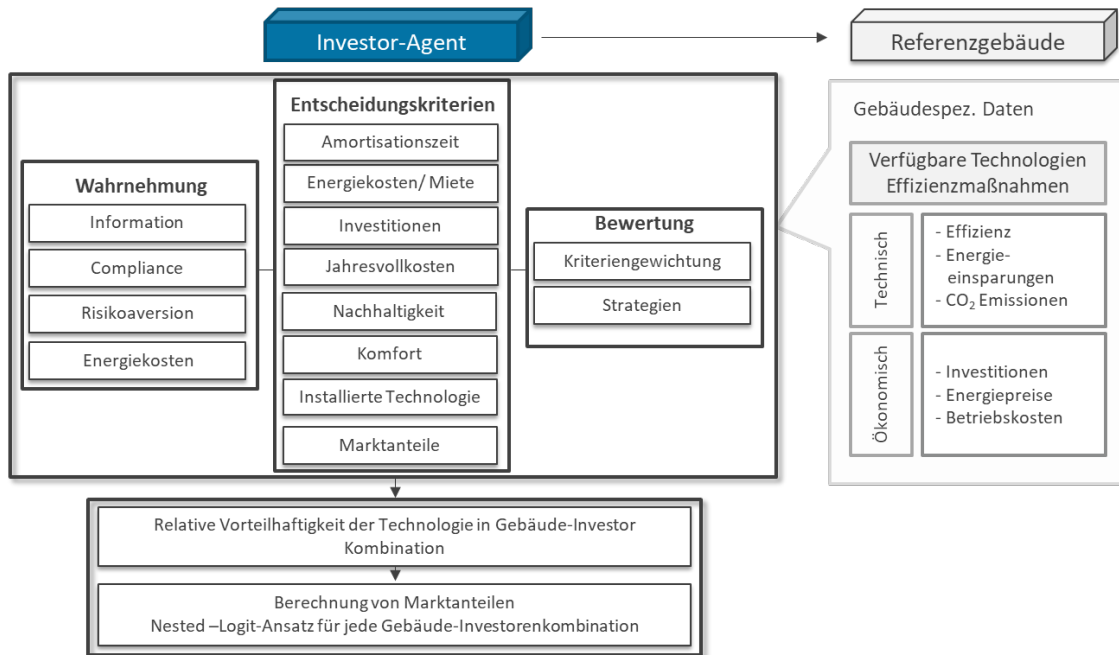 Investor-Agent
Referenzgebäude
Wahrnehmung
Information
Compliance
Risikoaversion
Energiekosten
Entscheidungskriterien
Amortisationszeit
Energiekosten/ Miete
Investitionen
Jahresvollkosten
Nachhaltigkeit
Komfort
Installierte Technologie
Marktanteile
Bewertung
Kriteriengewichtung
Strategien
Gebäudespez. Daten
Verfügbare Technologien
Effizienzmaßnahmen
Technisch
- Effizienz
- Energie-
einsparungen
- CO₂ Emissionen
Ökonomisch
- Investitionen
- Energiepreise
- Betriebskosten
Relative Vorteilhaftigkeit der Technologie in Gebäude-Investor
Kombination
Berechnung von Marktanteilen
Nested –Logit-Ansatz für jede Gebäude-Investorenkombination